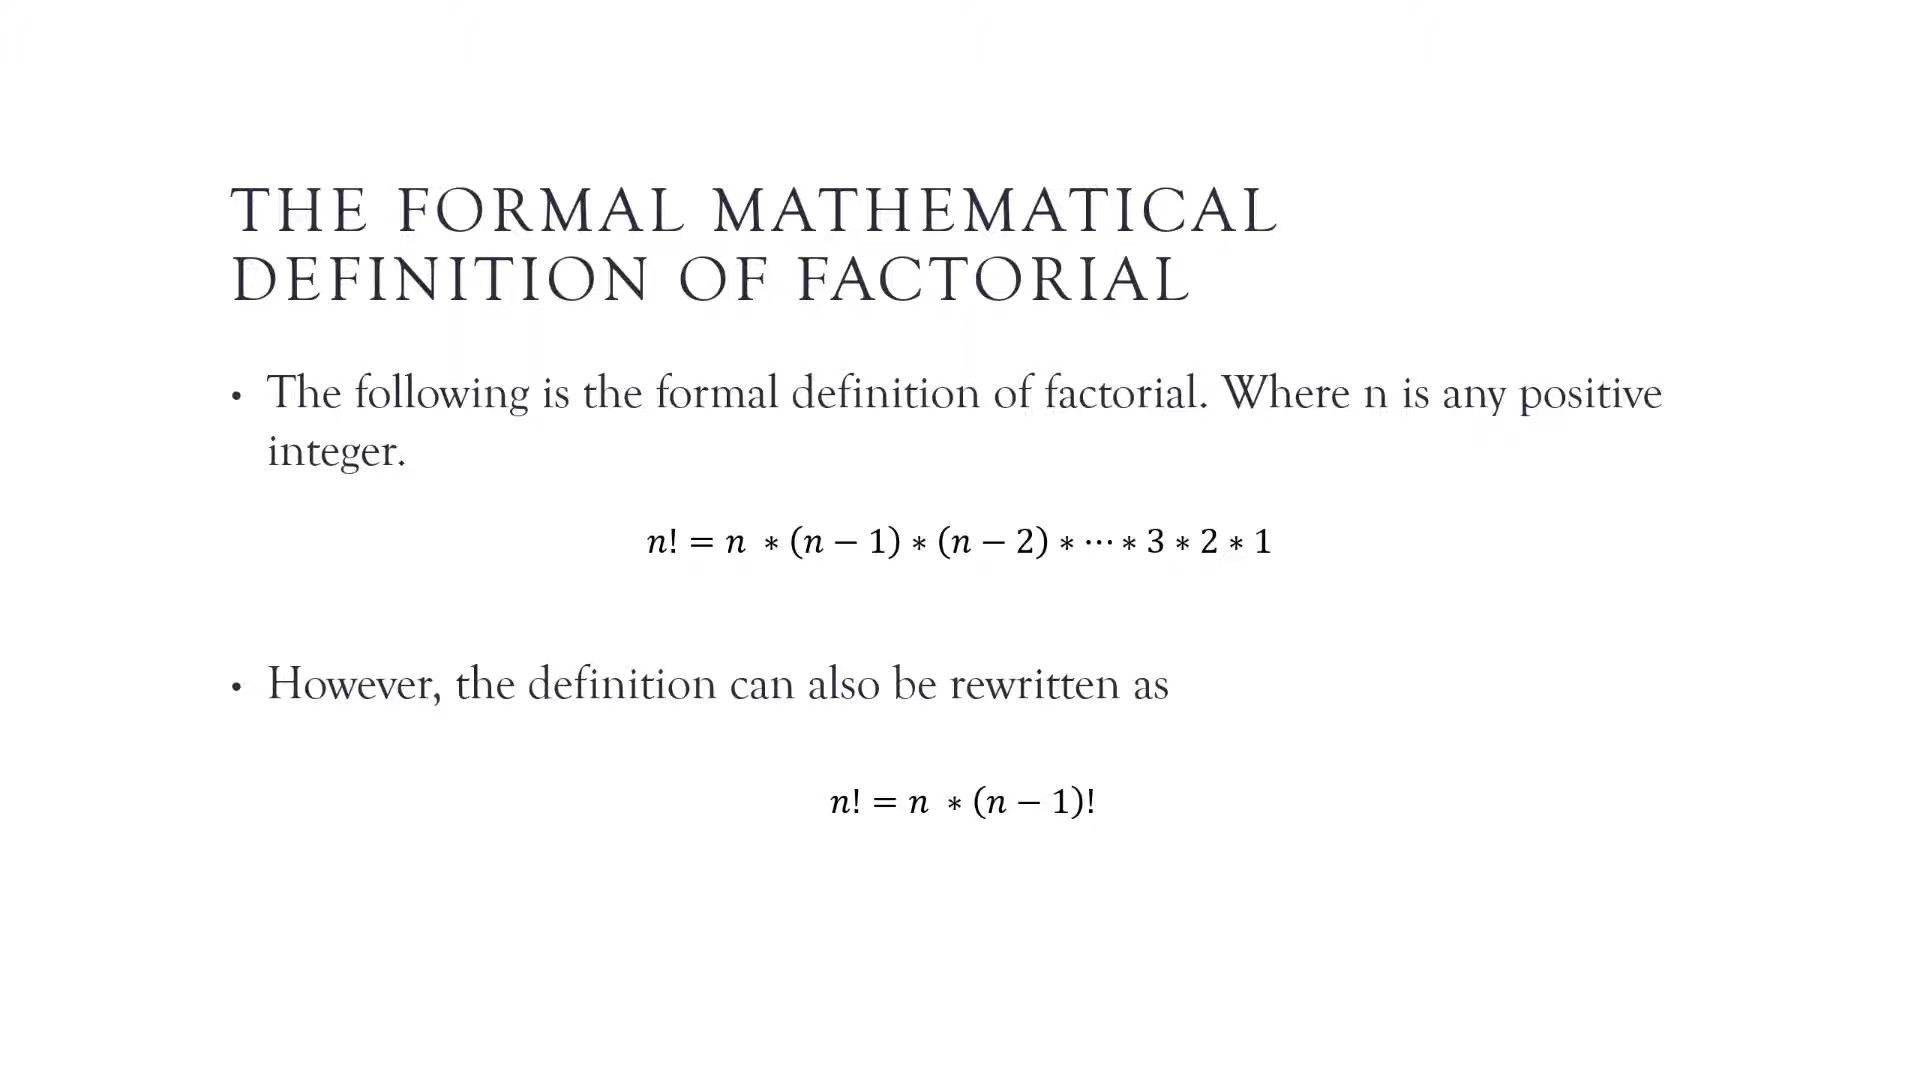 THE FORMAL MATHEMATICAL
DEFINITION OF FACTORIAL
• The following is the formal definition of factorial. Where n is any positive
integer.
n! = n ∗ (n − 1) ∗ (n − 2) ∗ ⋯ ∗ 3 ∗ 2 ∗ 1
• However, the definition can also be rewritten as
n! = n ∗ (n − 1)!